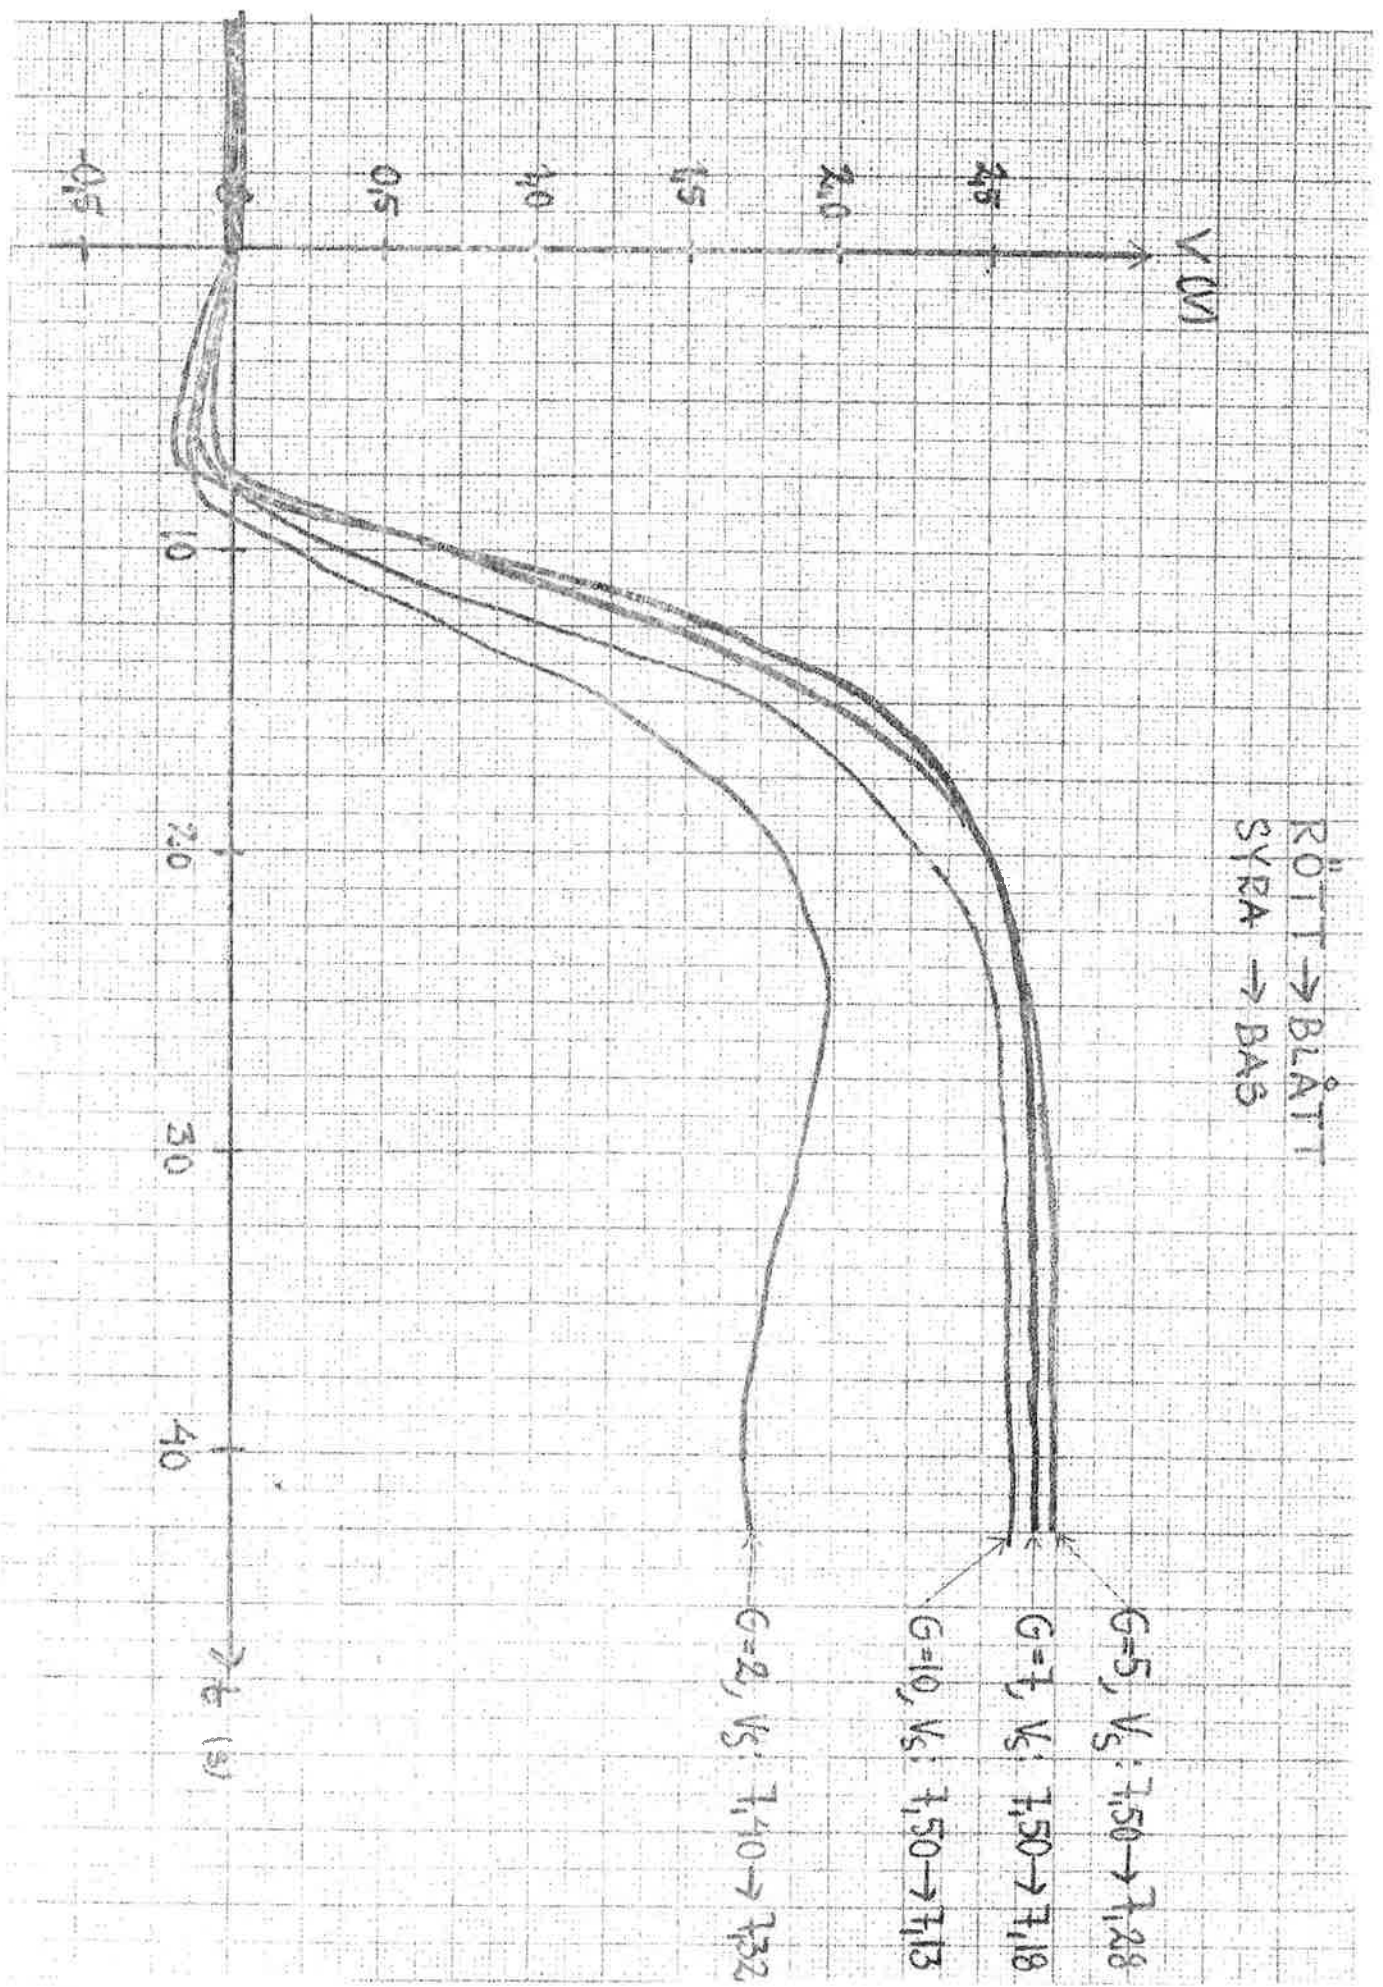 V (V)
2,5
2,0
1,5
1,0
0,5
0
-0,5
10
20
30
40
t (s)
RÖTT → BLÅTT
SYRA → BAS
G=5, Vs: 7,50→7,28
G=7, Vs: 7,50→7,18
G=10, Vs: 7,50→7,13
G=2, Vs: 7,40→7,32